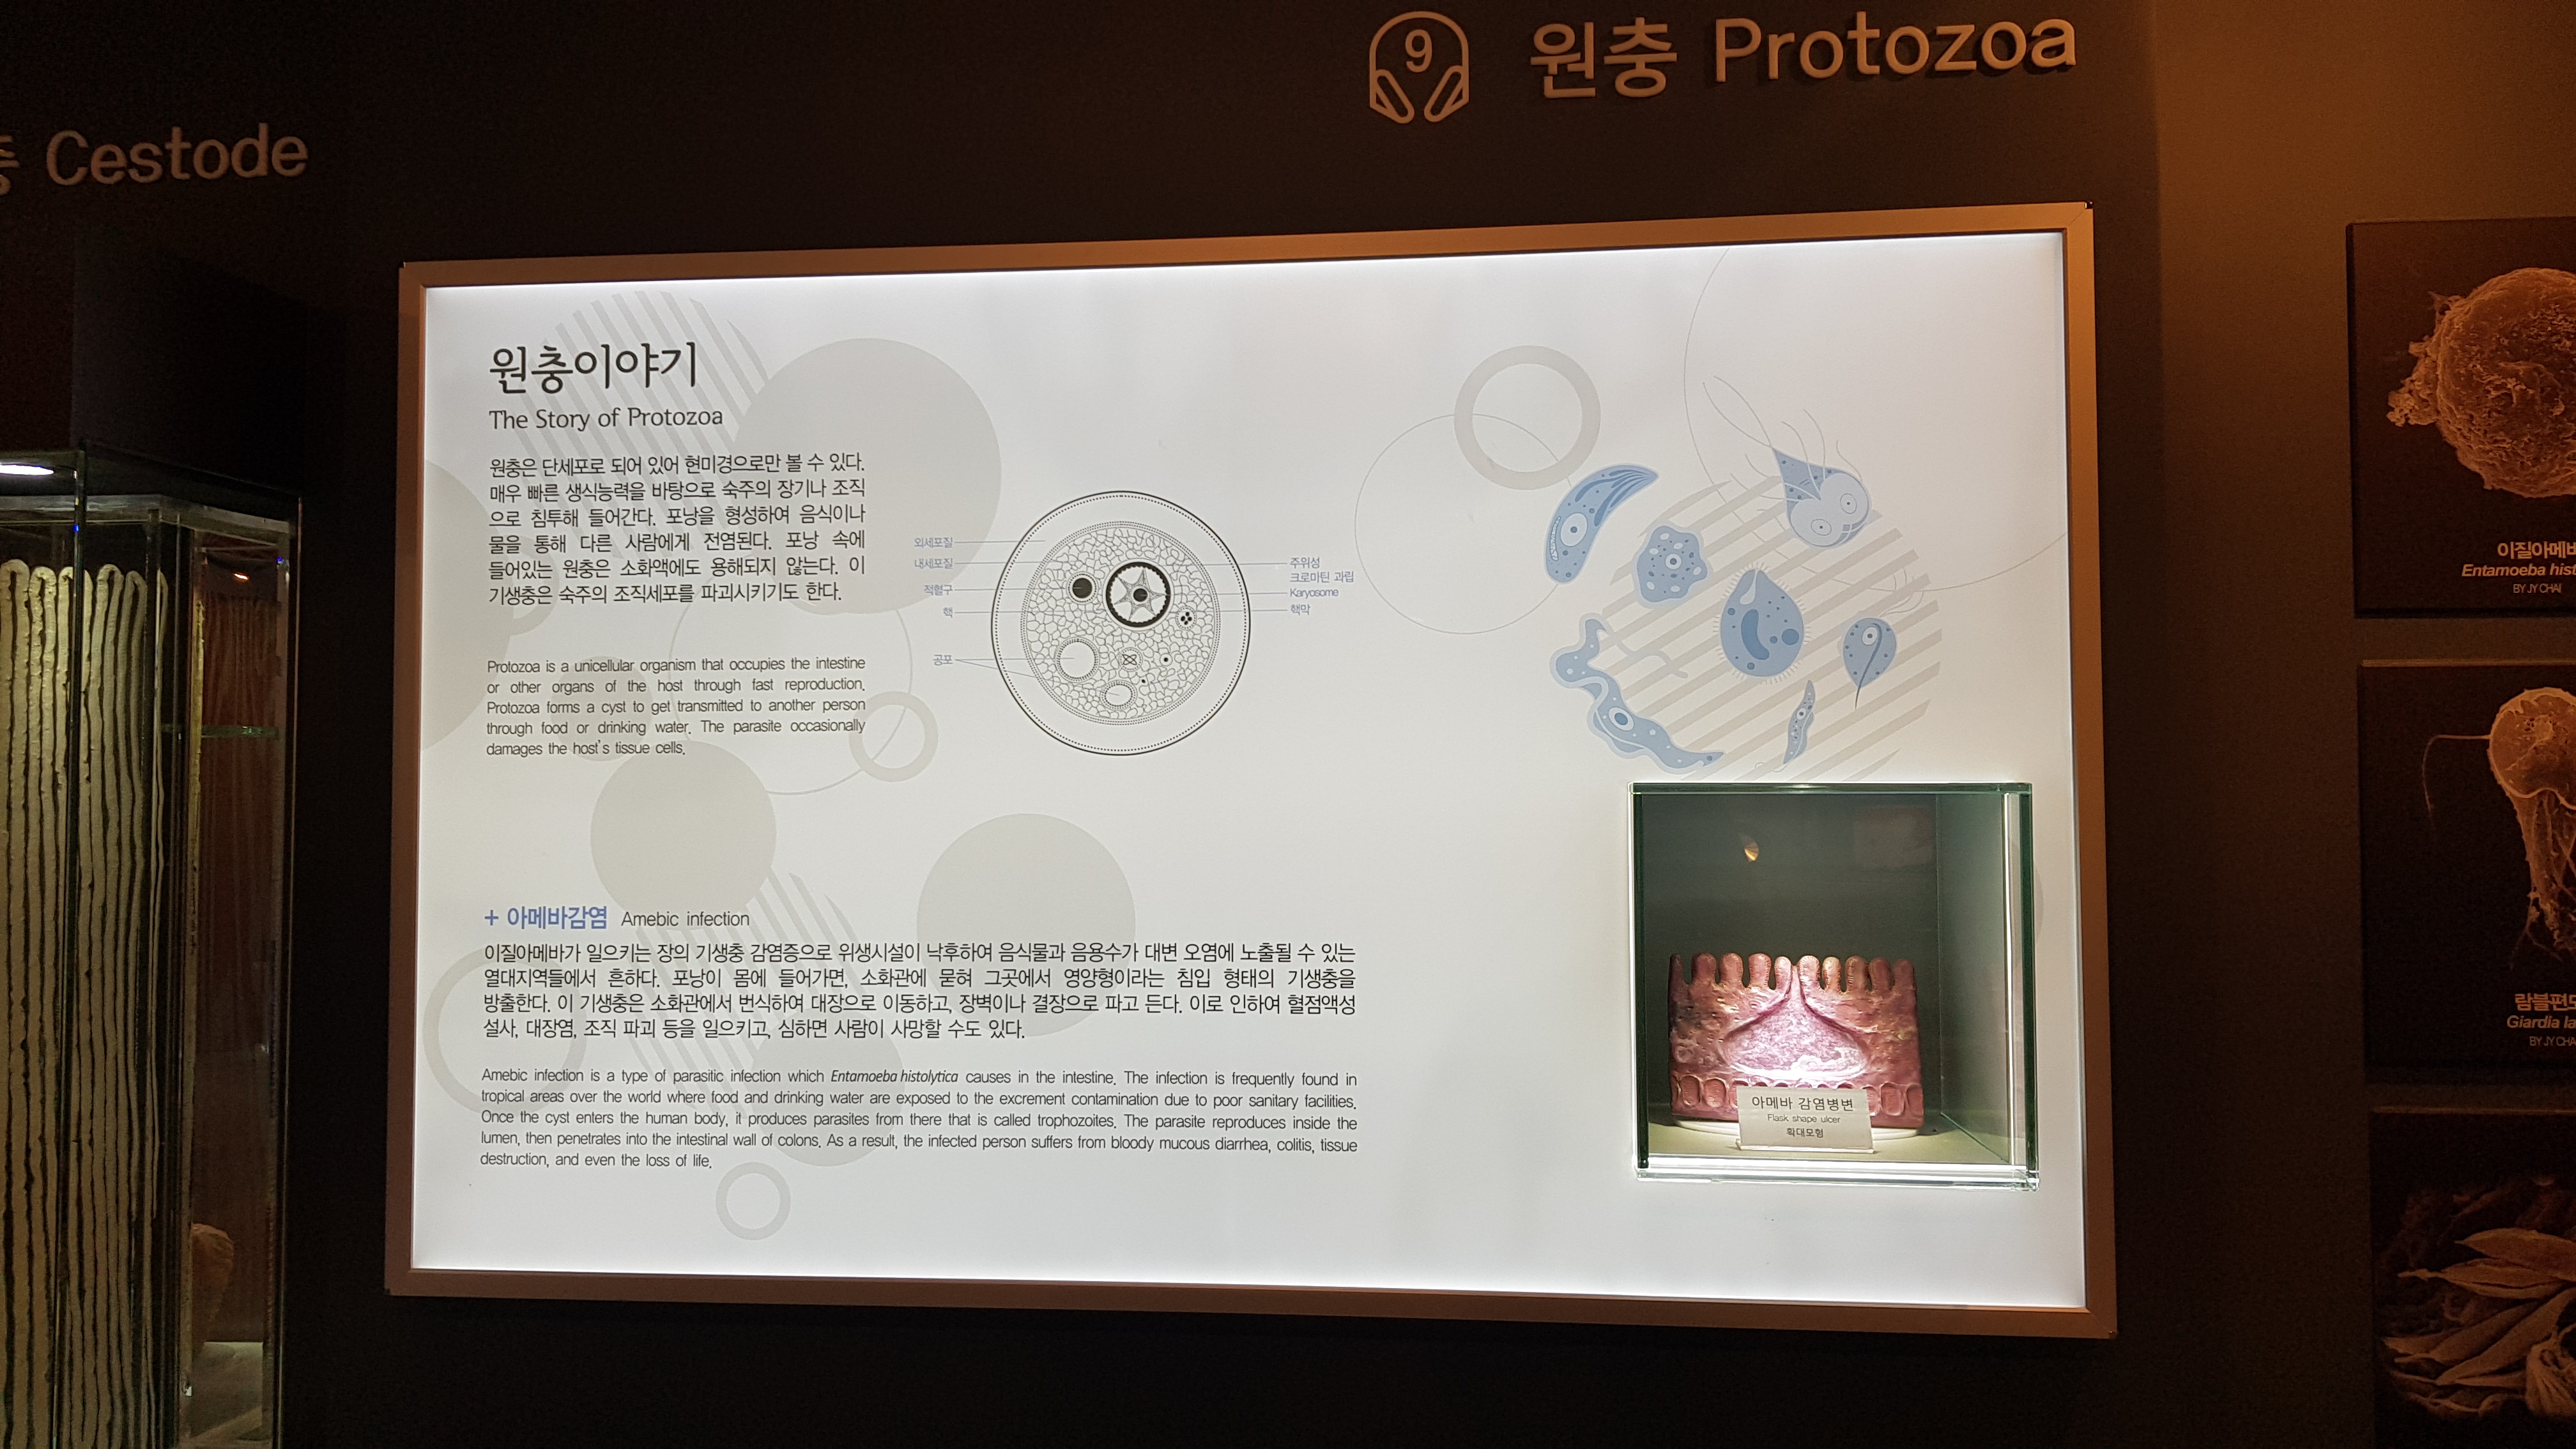 Cestode
9
원충 Protozoa
원충이야기
The Story of Protozoa
원충은 단세포로 되어 있어 현미경으로만 볼 수 있다.
매우 빠른 생식능력을 바탕으로 숙주의 장기나 조직
으로 침투해 들어간다. 포낭을 형성하여 음식이나
물을 통해 다른 사람에게 전염된다. 포낭 속에
들어있는 원충은 소화액에도 용해되지 않는다. 이
기생충은 숙주의 조직세포를 파괴시키기도 한다.
Protozoa is a unicellular organism that occupies the intestine
or other organs of the host through fast reproduction.
Protozoa forms a cyst to get transmitted to another person
through food or drinking water. The parasite occasionally
damages the host's tissue cells.
외세포질
내세포질
적혈구
핵
공포
주위성
크로마틴 과립
Karyosome
핵막
+ 아메바감염 Amebic infection
이질아메바가 일으키는 장의 기생충 감염증으로 위생시설이 낙후하여 음식물과 음용수가 대변 오염에 노출될 수 있는
열대지역들에서 흔하다. 포낭이 몸에 들어가면, 소화관에 묻혀 그곳에서 영양형이라는 침입 형태의 기생충을
방출한다. 이 기생충은 소화관에서 번식하여 대장으로 이동하고, 장벽이나 결장으로 파고 든다. 이로 인하여 혈점액성
설사, 대장염, 조직 파괴 등을 일으키고, 심하면 사람이 사망할 수도 있다.
Amebic infection is a type of parasitic infection which Entamoeba histolytica causes in the intestine. The infection is frequently found in
tropical areas over the world where food and drinking water are exposed to the excrement contamination due to poor sanitary facilities.
Once the cyst enters the human body, it produces parasites from there that is called trophozoites. The parasite reproduces inside the
lumen, then penetrates into the intestinal wall of colons. As a result, the infected person suffers from bloody mucous diarrhea, colitis, tissue
destruction, and even the loss of life.
아메바 감염병변
Flask shape ulcer
확대모형
이질아메바
Entamoeba hist
BY JY CHAI
람블편모
Giardia la
BY JY CHA